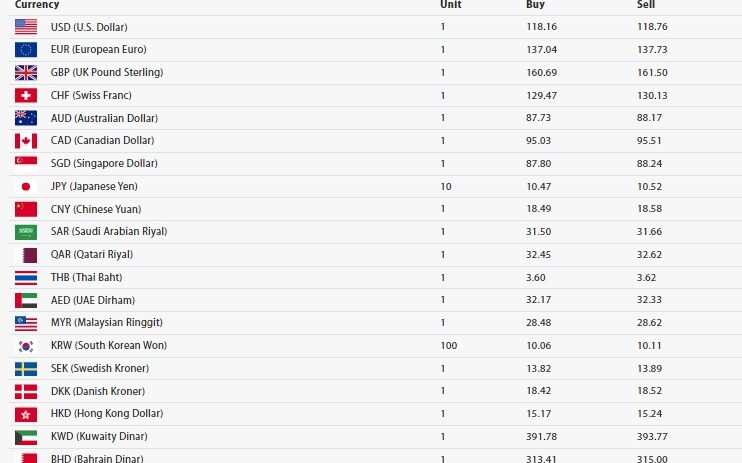 Currency Unit Buy Sell
USD (U.S. Dollar) 1 118.16 118.76
EUR (European Euro) 1 137.04 137.73
GBP (UK Pound Sterling) 1 160.69 161.50
CHF (Swiss Franc) 1 129.47 130.13
AUD (Australian Dollar) 1 87.73 88.17
CAD (Canadian Dollar) 1 95.03 95.51
SGD (Singapore Dollar) 1 87.80 88.24
JPY (Japanese Yen) 10 10.47 10.52
CNY (Chinese Yuan) 1 18.49 18.58
SAR (Saudi Arabian Riyal) 1 31.50 31.66
QAR (Qatari Riyal) 1 32.45 32.62
THB (Thai Baht) 1 3.60 3.62
AED (UAE Dirham) 1 32.17 32.33
MYR (Malaysian Ringgit) 1 28.48 28.62
KRW (South Korean Won) 100 10.06 10.11
SEK (Swedish Kroner) 1 13.82 13.89
DKK (Danish Kroner) 1 18.42 18.52
HKD (Hong Kong Dollar) 1 15.17 15.24
KWD (Kuwaity Dinar) 1 391.78 393.77
BHD (Bahrain Dinar) 1 313.41 315.00